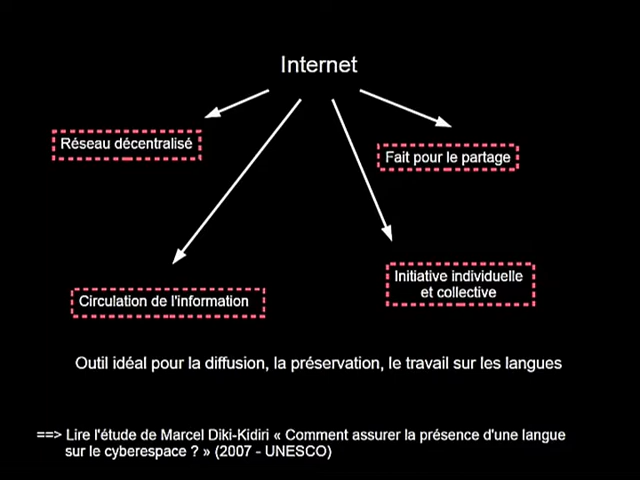 Internet
Réseau décentralisé
Fait pour le partage
Circulation de l'information
Initiative individuelle
et collective
Outil idéal pour la diffusion, la préservation, le travail sur les langues
==> Lire l'étude de Marcel Diki-Kidiri « Comment assurer la présence d'une langue
sur le cyberespace ? » (2007 - UNESCO)